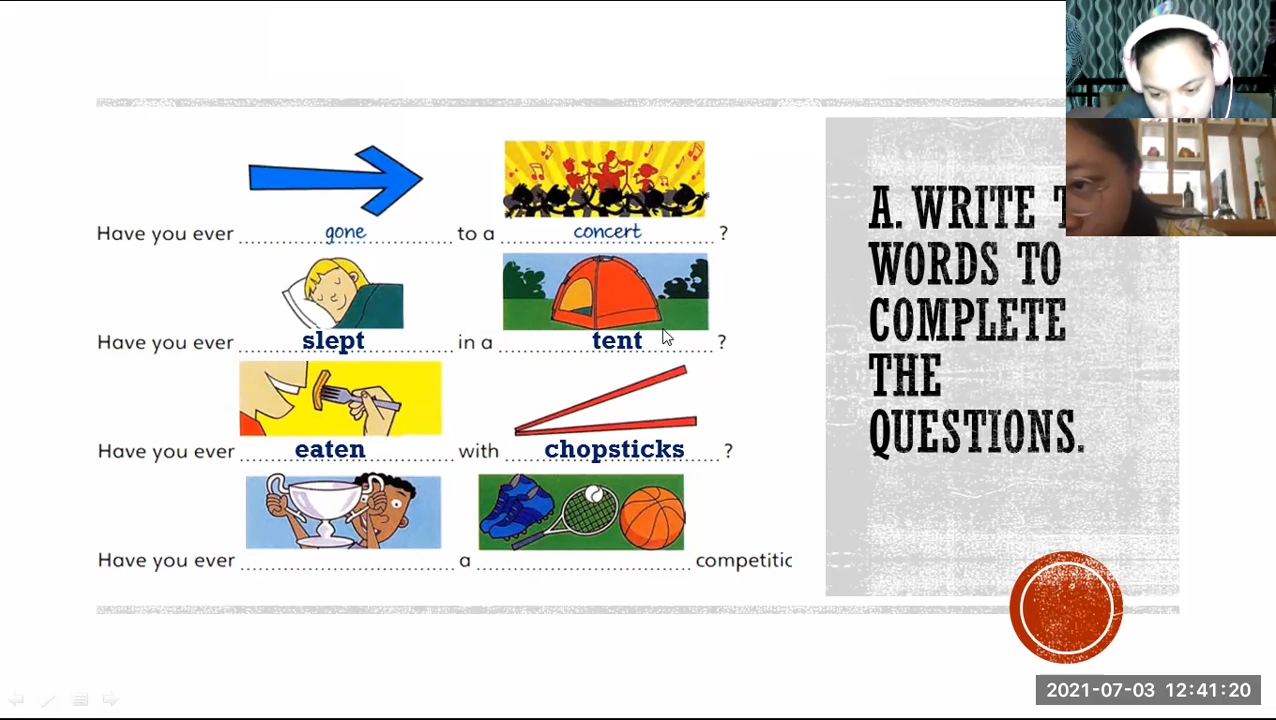 Have you ever gone to a concert ?
Have you ever slept in a tent ?
Have you ever eaten with chopsticks ?
Have you ever a competitic
A. WRITE T
WORDS TO
COMPLETE
THE
QUESTIONS.
2021-07-03 12:41:20